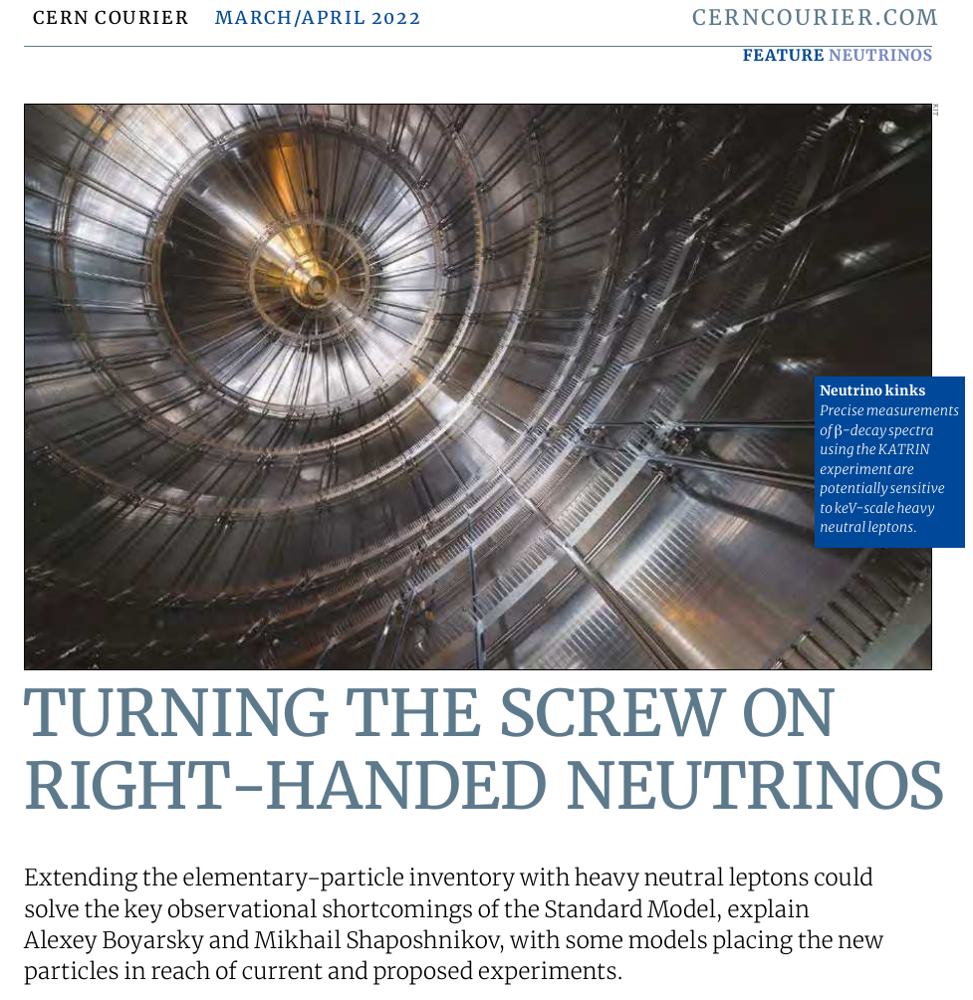 CERN COURIER MARCH/APRIL 2022
CERNCOURIER.COM
FEATURE NEUTRINOS
KIT
Neutrino kinks
Precise measurements
of β-decay spectra
using the KATRIN
experiment are
potentially sensitive
to keV-scale heavy
neutral leptons.
TURNING THE SCREW ON
RIGHT-HANDED NEUTRINOS
Extending the elementary-particle inventory with heavy neutral leptons could
solve the key observational shortcomings of the Standard Model, explain
Alexey Boyarsky and Mikhail Shaposhnikov, with some models placing the new
particles in reach of current and proposed experiments.